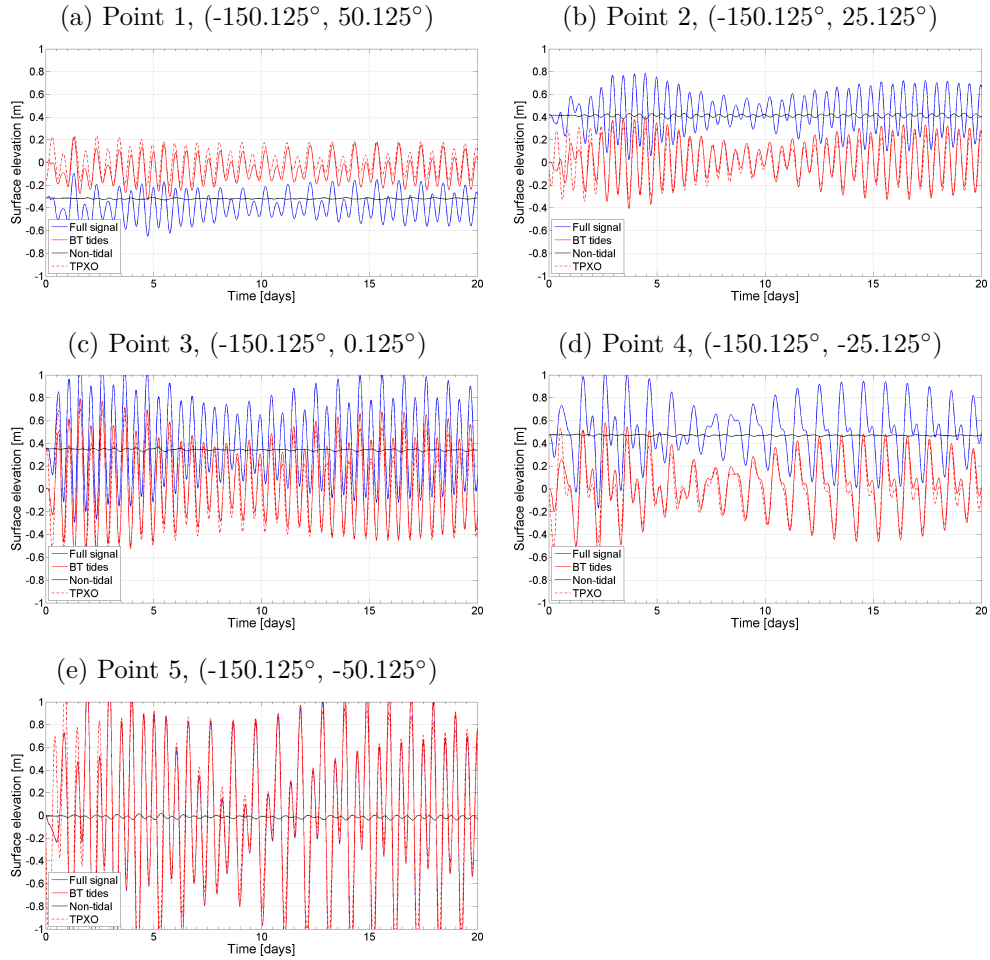 (a) Point 1, (-150.125°, 50.125°)
1
0.8
0.6
0.4
0.2
0
-0.2
-0.4
-0.6
-0.8
-1
Surface elevation [m]
Full signal
BT tides
Non-tidal
TPXO
0 5 10 15 20
Time [days]
(b) Point 2, (-150.125°, 25.125°)
1
0.8
0.6
0.4
0.2
0
-0.2
-0.4
-0.6
-0.8
-1
Surface elevation [m]
Full signal
BT tides
Non-tidal
TPXO
0 5 10 15 20
Time [days]
(c) Point 3, (-150.125°, 0.125°)
1
0.8
0.6
0.4
0.2
0
-0.2
-0.4
-0.6
-0.8
-1
Surface elevation [m]
Full signal
BT tides
Non-tidal
TPXO
0 5 10 15 20
Time [days]
(d) Point 4, (-150.125°, -25.125°)
1
0.8
0.6
0.4
0.2
0
-0.2
-0.4
-0.6
-0.8
-1
Surface elevation [m]
Full signal
BT tides
Non-tidal
TPXO
0 5 10 15 20
Time [days]
(e) Point 5, (-150.125°, -50.125°)
1
0.8
0.6
0.4
0.2
0
-0.2
-0.4
-0.6
-0.8
-1
Surface elevation [m]
Full signal
BT tides
Non-tidal
TPXO
0 5 10 15 20
Time [days]